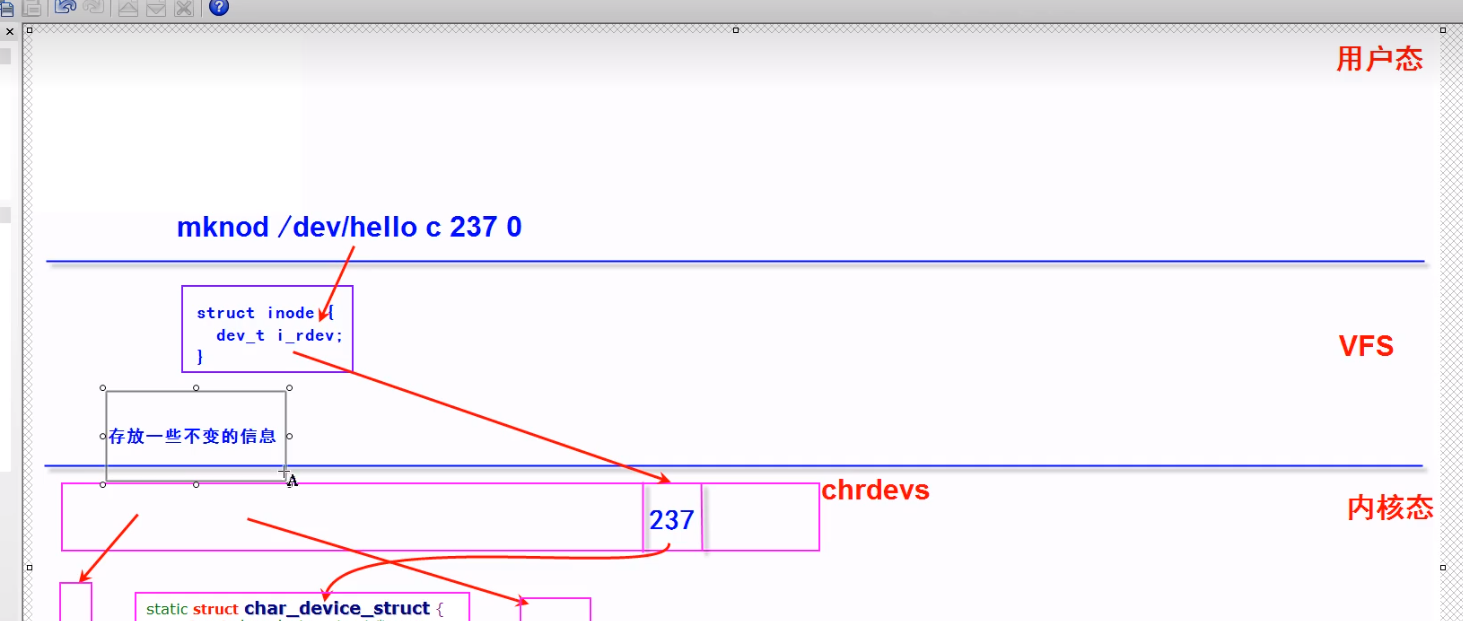 用户态
mknod /dev/hello c 237 0
struct inode {
dev_t i_rdev;
}
VFS
存放一些不变的信息
A
chrdevs
237
内核态
static struct char_device_struct {